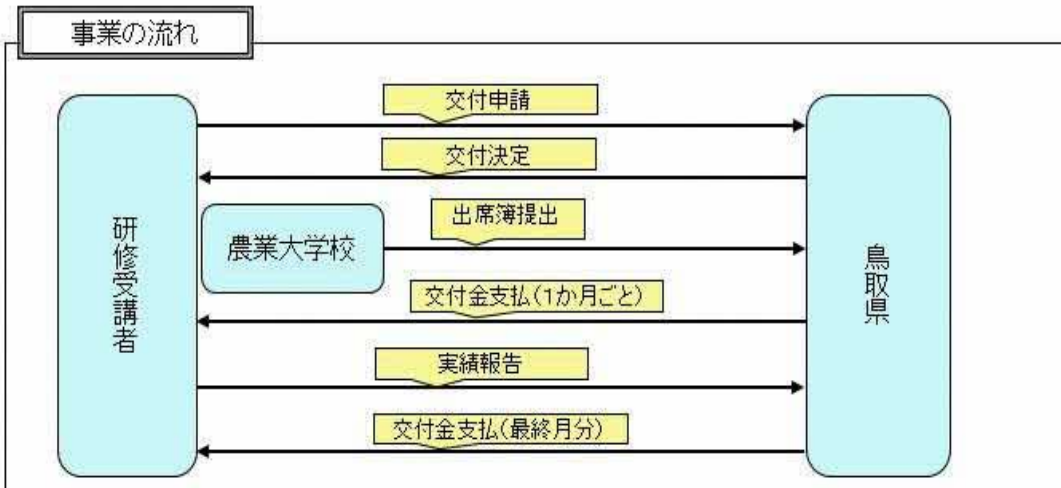 事業の流れ
交付申請
交付決定
出席簿提出
農業大学校
研修受講者
鳥取県
交付金支払(1か月ごと)
実績報告
交付金支払(最終月分)